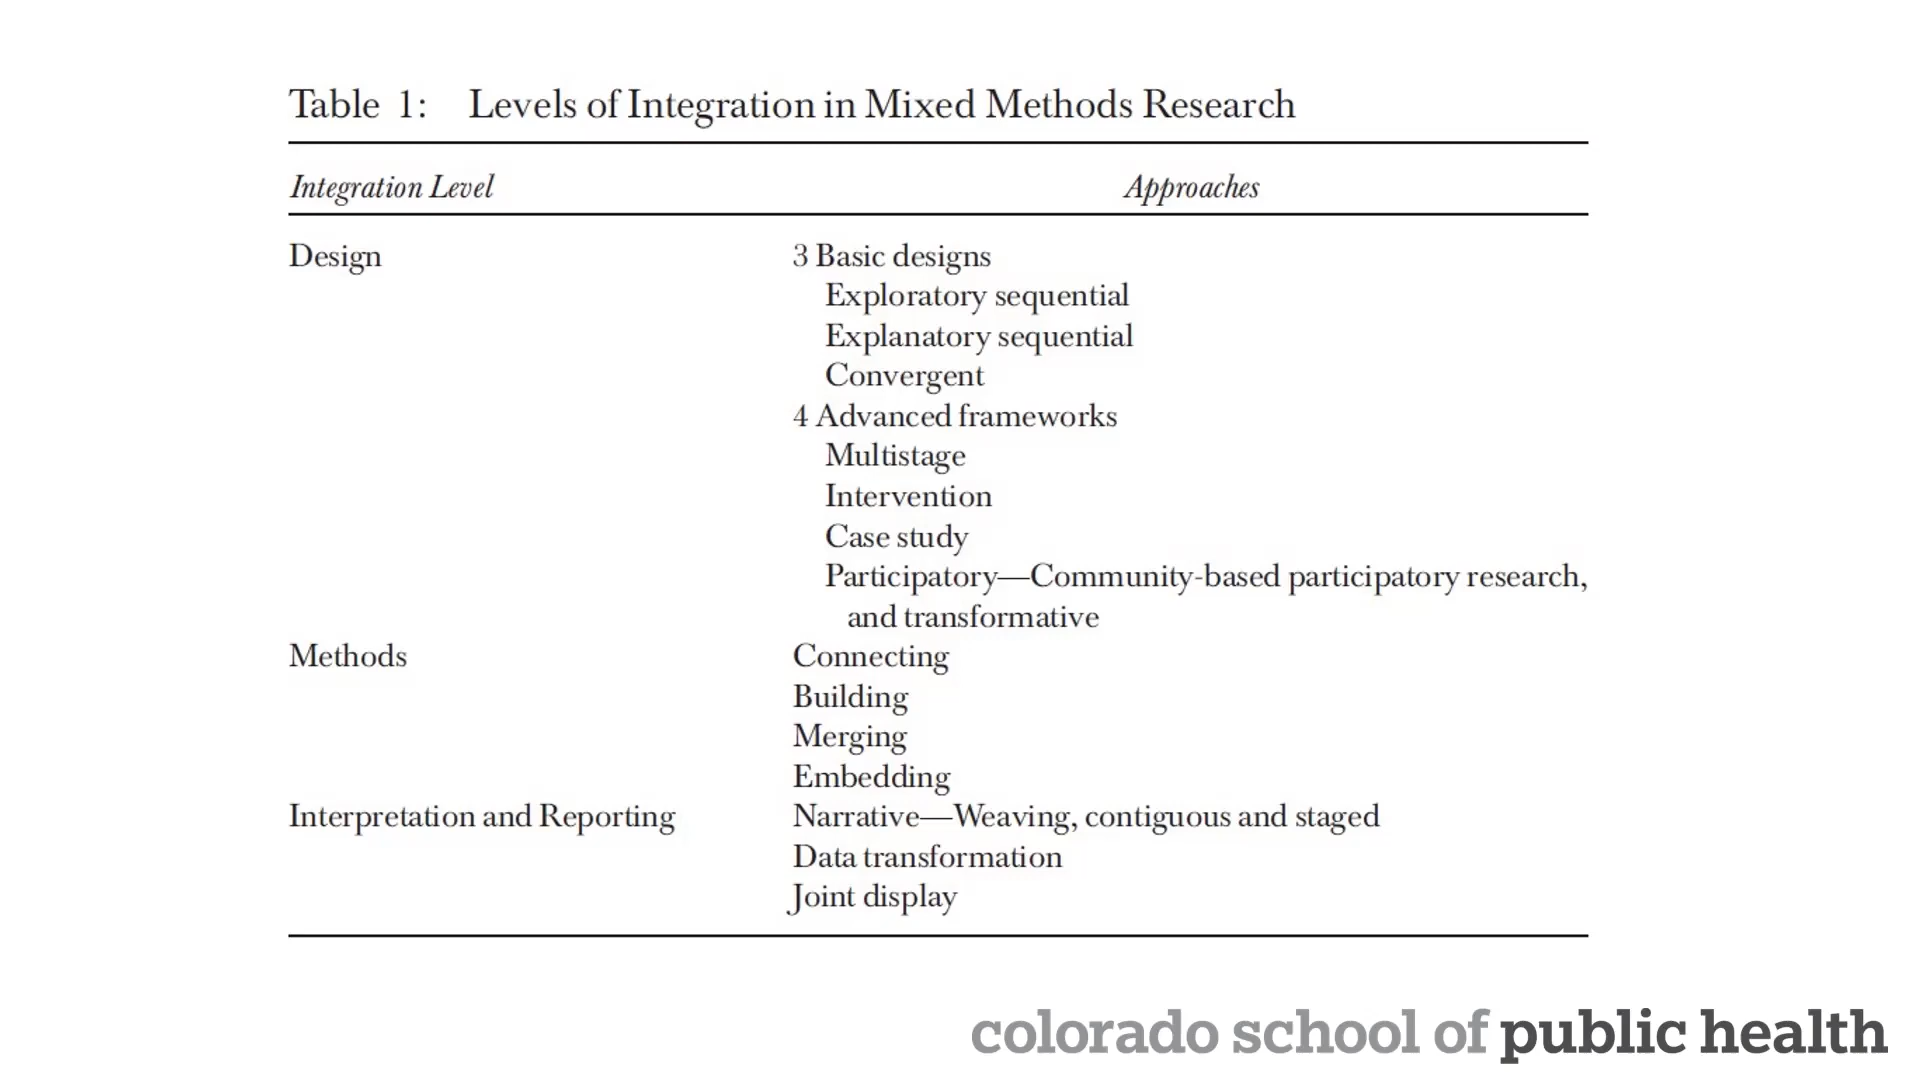 Table 1: Levels of Integration in Mixed Methods Research
Integration Level Approaches
Design 3 Basic designs
Exploratory sequential
Explanatory sequential
Convergent
4 Advanced frameworks
Multistage
Intervention
Case study
Participatory—Community-based participatory research,
and transformative
Methods Connecting
Building
Merging
Embedding
Interpretation and Reporting Narrative—Weaving, contiguous and staged
Data transformation
Joint display
colorado school of public health